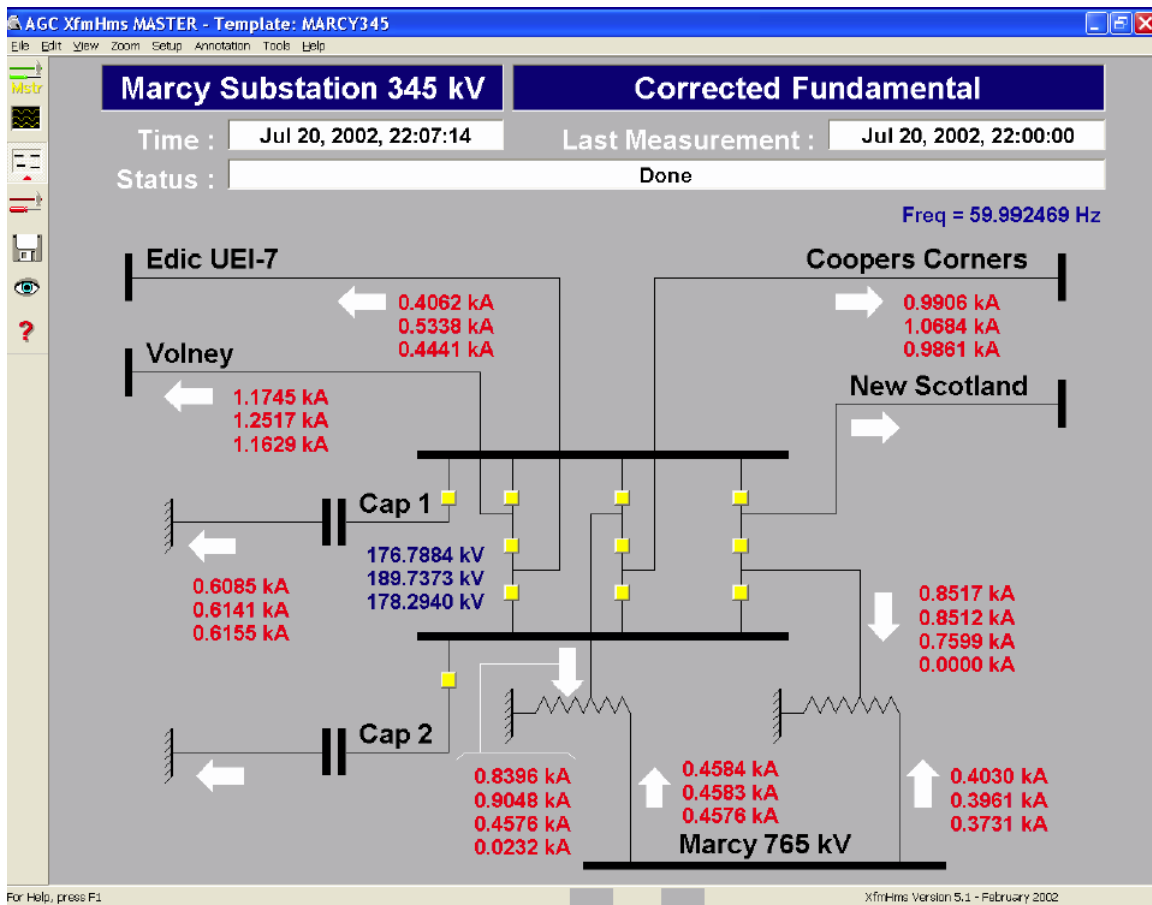 AGC XfmHms MASTER - Template: MARCY345
File Edit View Zoom Setup Annotation Tools Help
Mstr
Marcy Substation 345 kV
Corrected Fundamental
Time : Jul 20, 2002, 22:07:14
Last Measurement : Jul 20, 2002, 22:00:00
Status : Done
Freq = 59.992469 Hz
Edic UEI-7
0.4062 kA
0.5338 kA
0.4441 kA
Coopers Corners
0.9906 kA
1.0684 kA
0.9861 kA
Volney
1.1745 kA
1.2517 kA
1.1629 kA
New Scotland
Cap 1
176.7884 kV
189.7373 kV
178.2940 kV
0.6085 kA
0.6141 kA
0.6155 kA
0.8517 kA
0.8512 kA
0.7599 kA
0.0000 kA
Cap 2
0.8396 kA
0.9048 kA
0.4576 kA
0.0232 kA
0.4584 kA
0.4583 kA
0.4576 kA
0.4030 kA
0.3961 kA
0.3731 kA
Marcy 765 kV
For Help, press F1
XfmHms Version 5.1 - February 2002